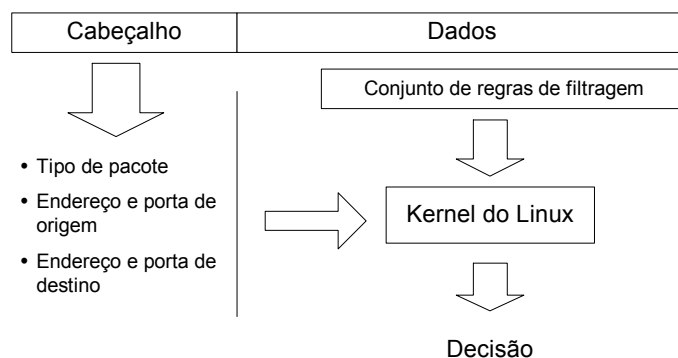 Cabeçalho
Dados
Conjunto de regras de filtragem
• Tipo de pacote
• Endereço e porta de
origem
• Endereço e porta de
destino
Kernel do Linux
Decisão